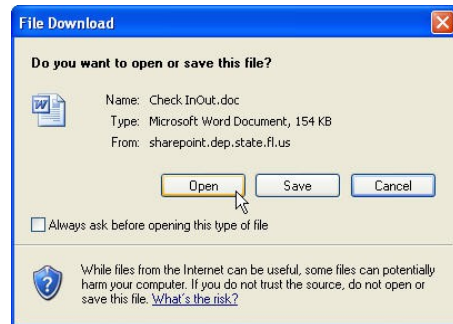 File Download
Do you want to open or save this file?
Name: Check InOut.doc
Type: Microsoft Word Document, 154 KB
From: sharepoint.dep.state.fl.us
Open Save Cancel
Always ask before opening this type of file
While files from the Internet can be useful, some files can potentially
harm your computer. If you do not trust the source, do not open or
save this file. What's the risk?